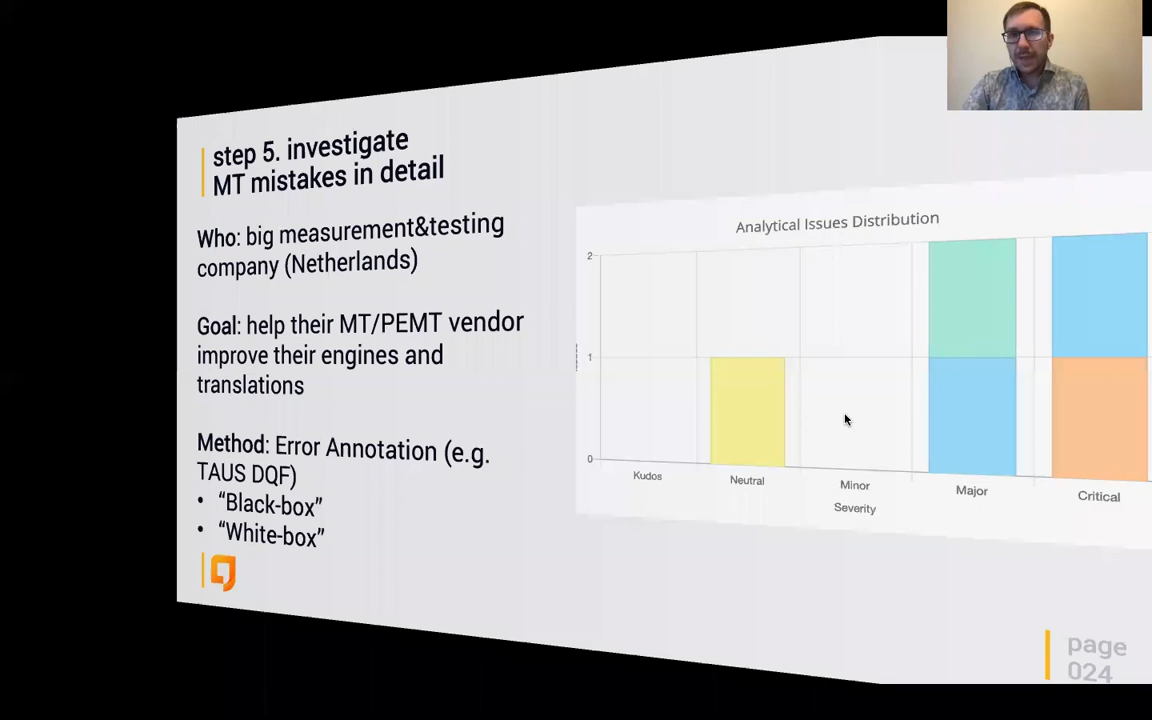 step 5. investigate
MT mistakes in detail
Who: big measurement&testing
company (Netherlands)
Goal: help their MT/PEMT vendor
improve their engines and
translations
Method: Error Annotation (e.g.
TAUS DQF)
• “Black-box”
• “White-box”
Analytical Issues Distribution
2
1
0
Kudos
Neutral
Minor
Major
Critical
Severity
page
024